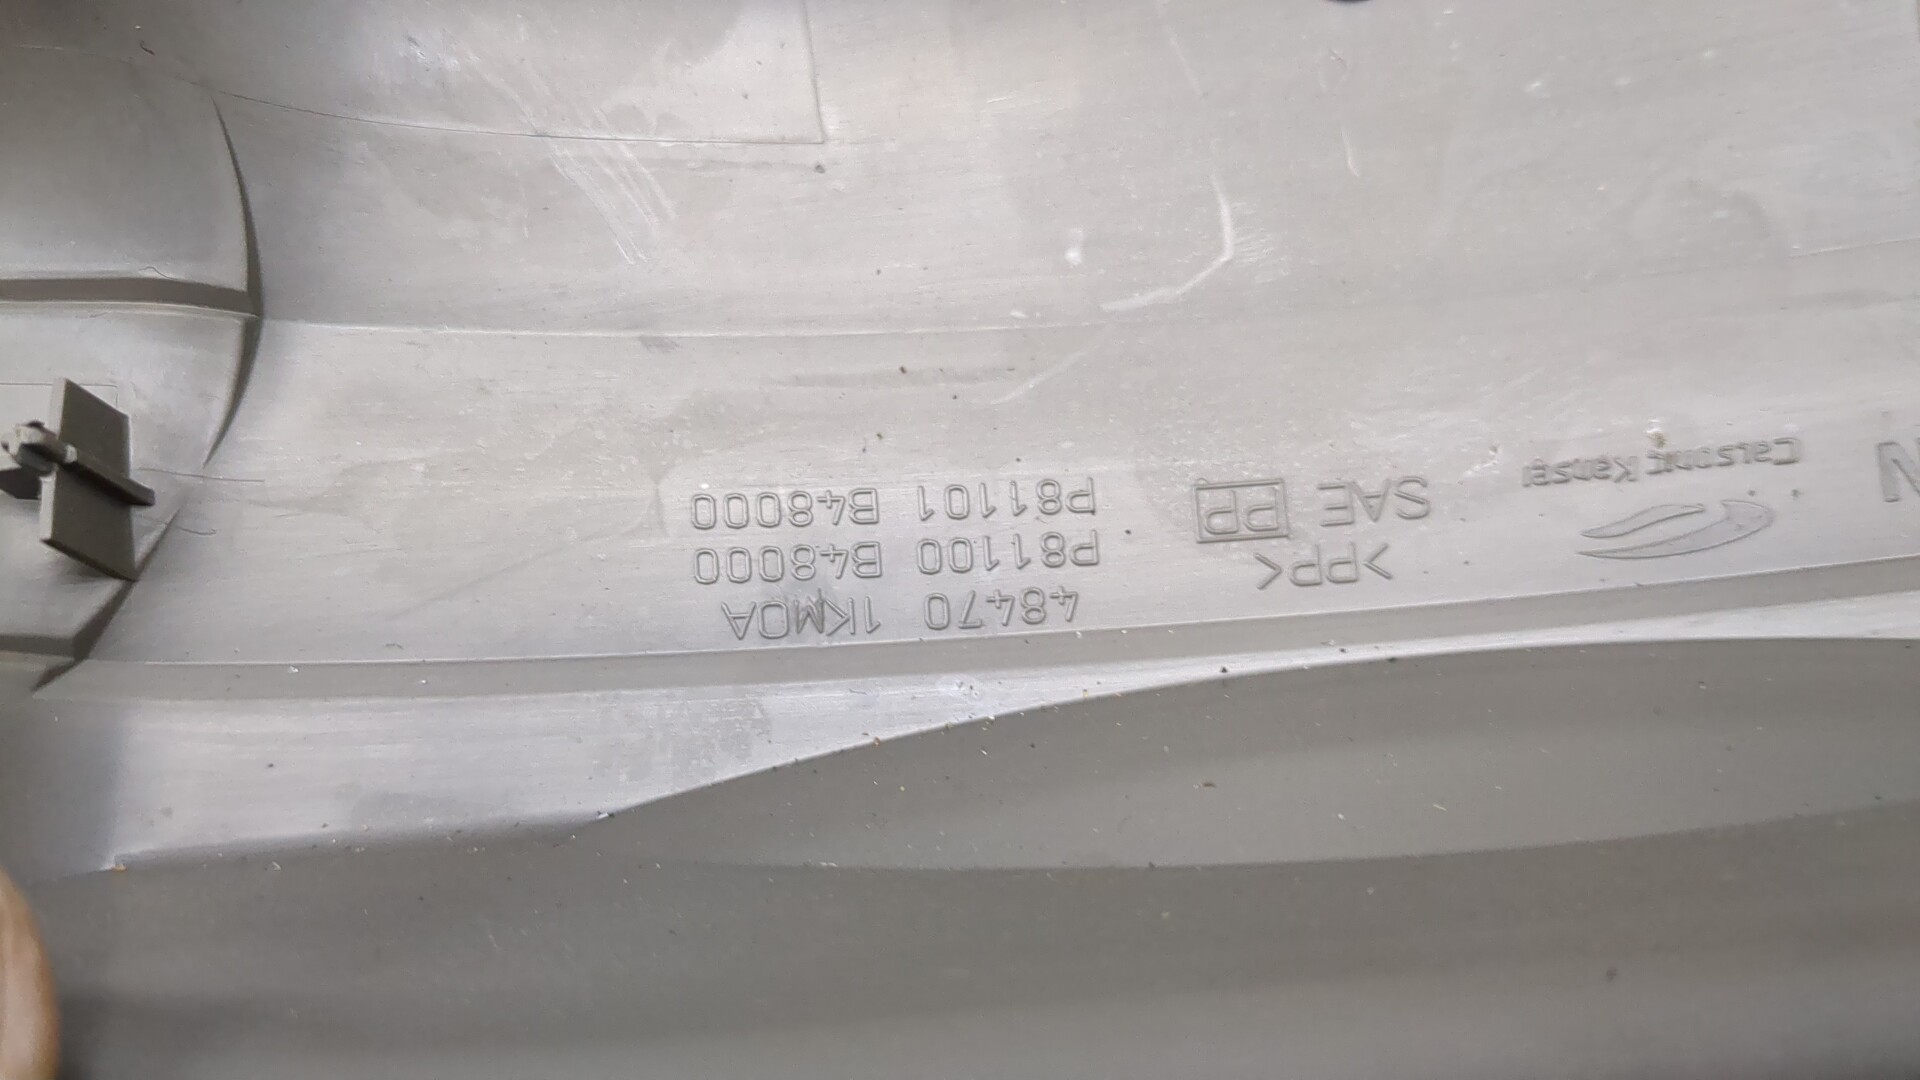 48470 1KM0A
P81100 B48000
P81101 B48000
>PP<
SAE PP
Calsonic Kansei
N